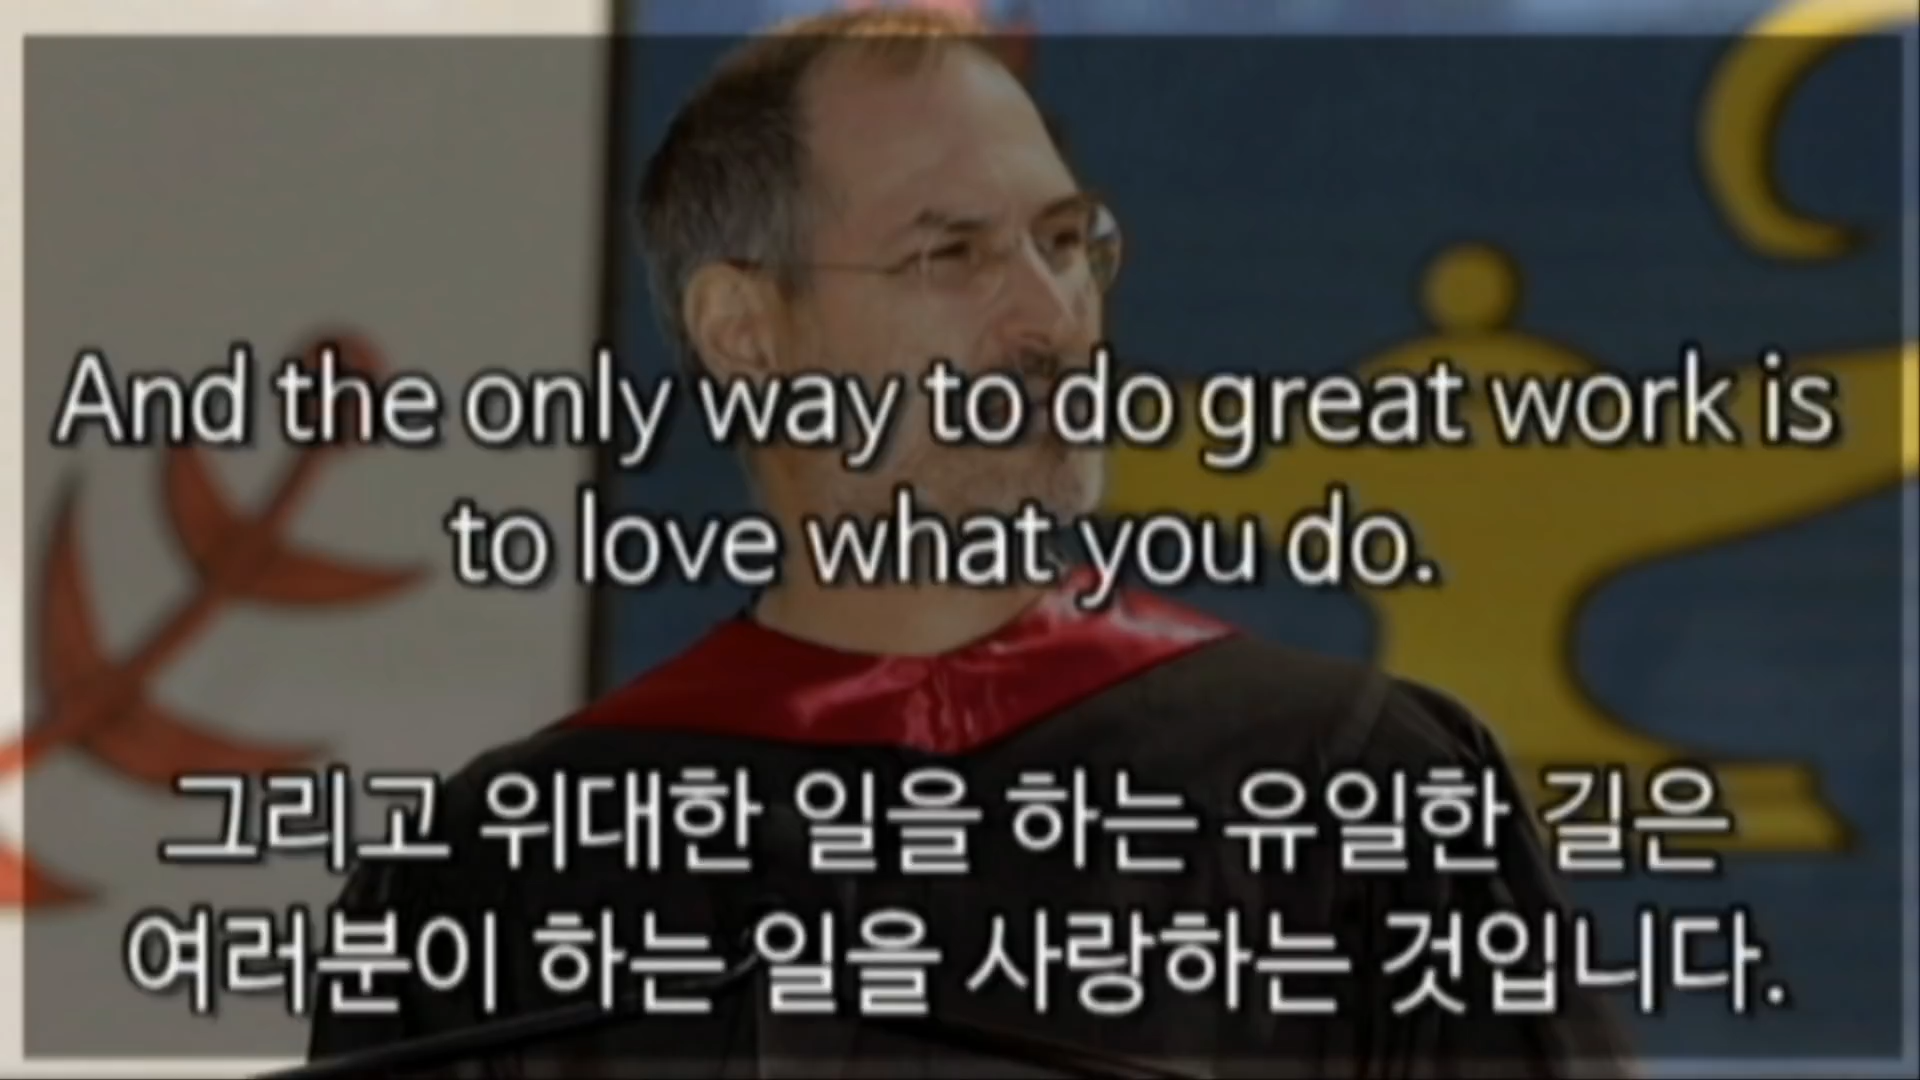 And the only way to do great work is
to love what you do.
그리고 위대한 일을 하는 유일한 길은
여러분이 하는 일을 사랑하는 것입니다.